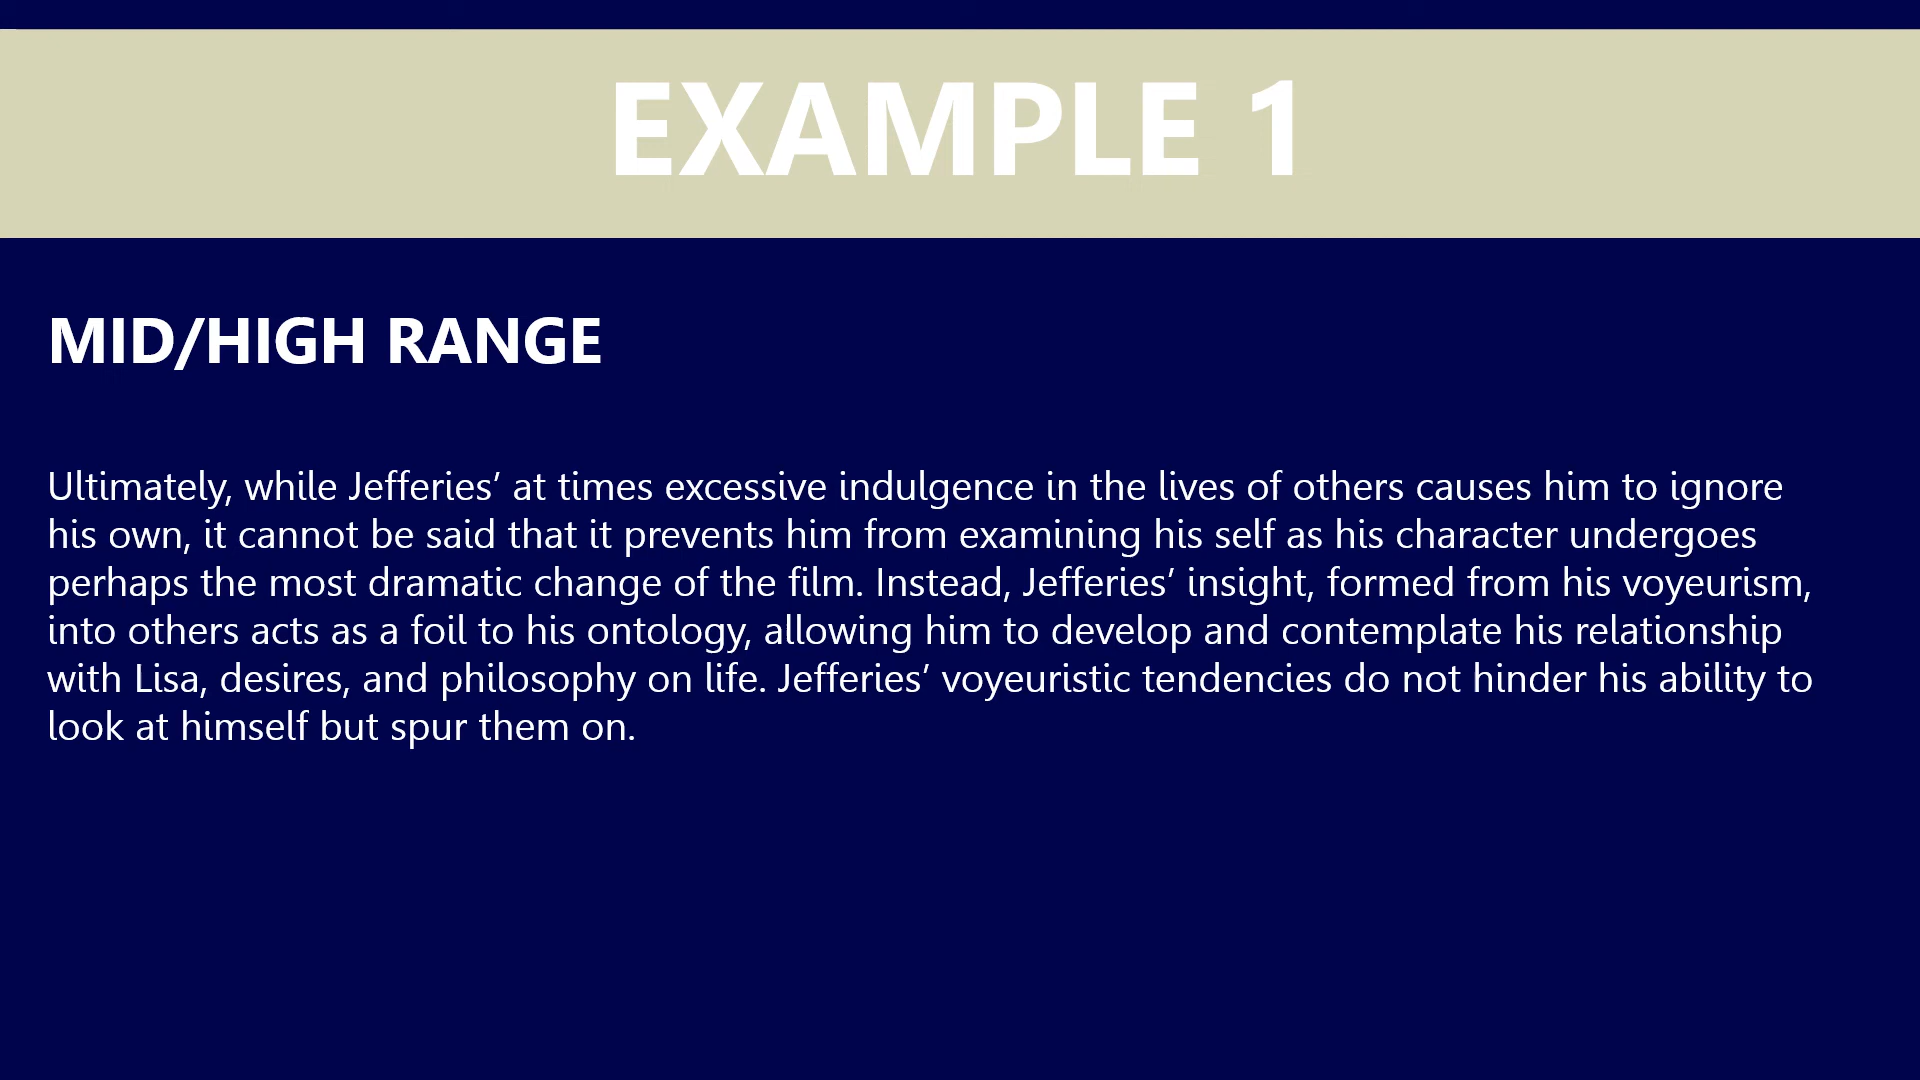 EXAMPLE 1
MID/HIGH RANGE
Ultimately, while Jefferies’ at times excessive indulgence in the lives of others causes him to ignore
his own, it cannot be said that it prevents him from examining his self as his character undergoes
perhaps the most dramatic change of the film. Instead, Jefferies’ insight, formed from his voyeurism,
into others acts as a foil to his ontology, allowing him to develop and contemplate his relationship
with Lisa, desires, and philosophy on life. Jefferies’ voyeuristic tendencies do not hinder his ability to
look at himself but spur them on.